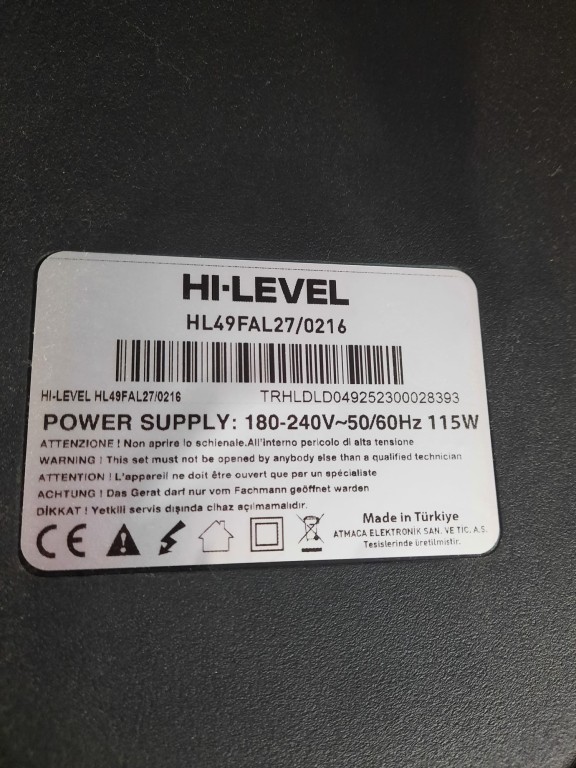 HI-LEVEL
HL49FAL27/0216
HI-LEVEL HL49FAL27/0216 TRHLDLD049252300028393
POWER SUPPLY: 180-240V~50/60Hz 115W
ATTENZIONE ! Non aprire lo schienale.All'interno pericolo di alta tensione
WARNING ! This set must not be opened by anybody else than a qualified technician
ATTENTION ! L'appareil ne doit être ouvert que par un spécialiste
ACHTUNG ! Das Gerat darf nur vom Fachmann geöffnet warden
DİKKAT ! Yetkili servis dışında cihaz açılmamalıdır.
CE
Made in Türkiye
ATMACA ELEKTRONİK SAN. VE TİC. A.S.
Tesislerinde üretilmiştir.